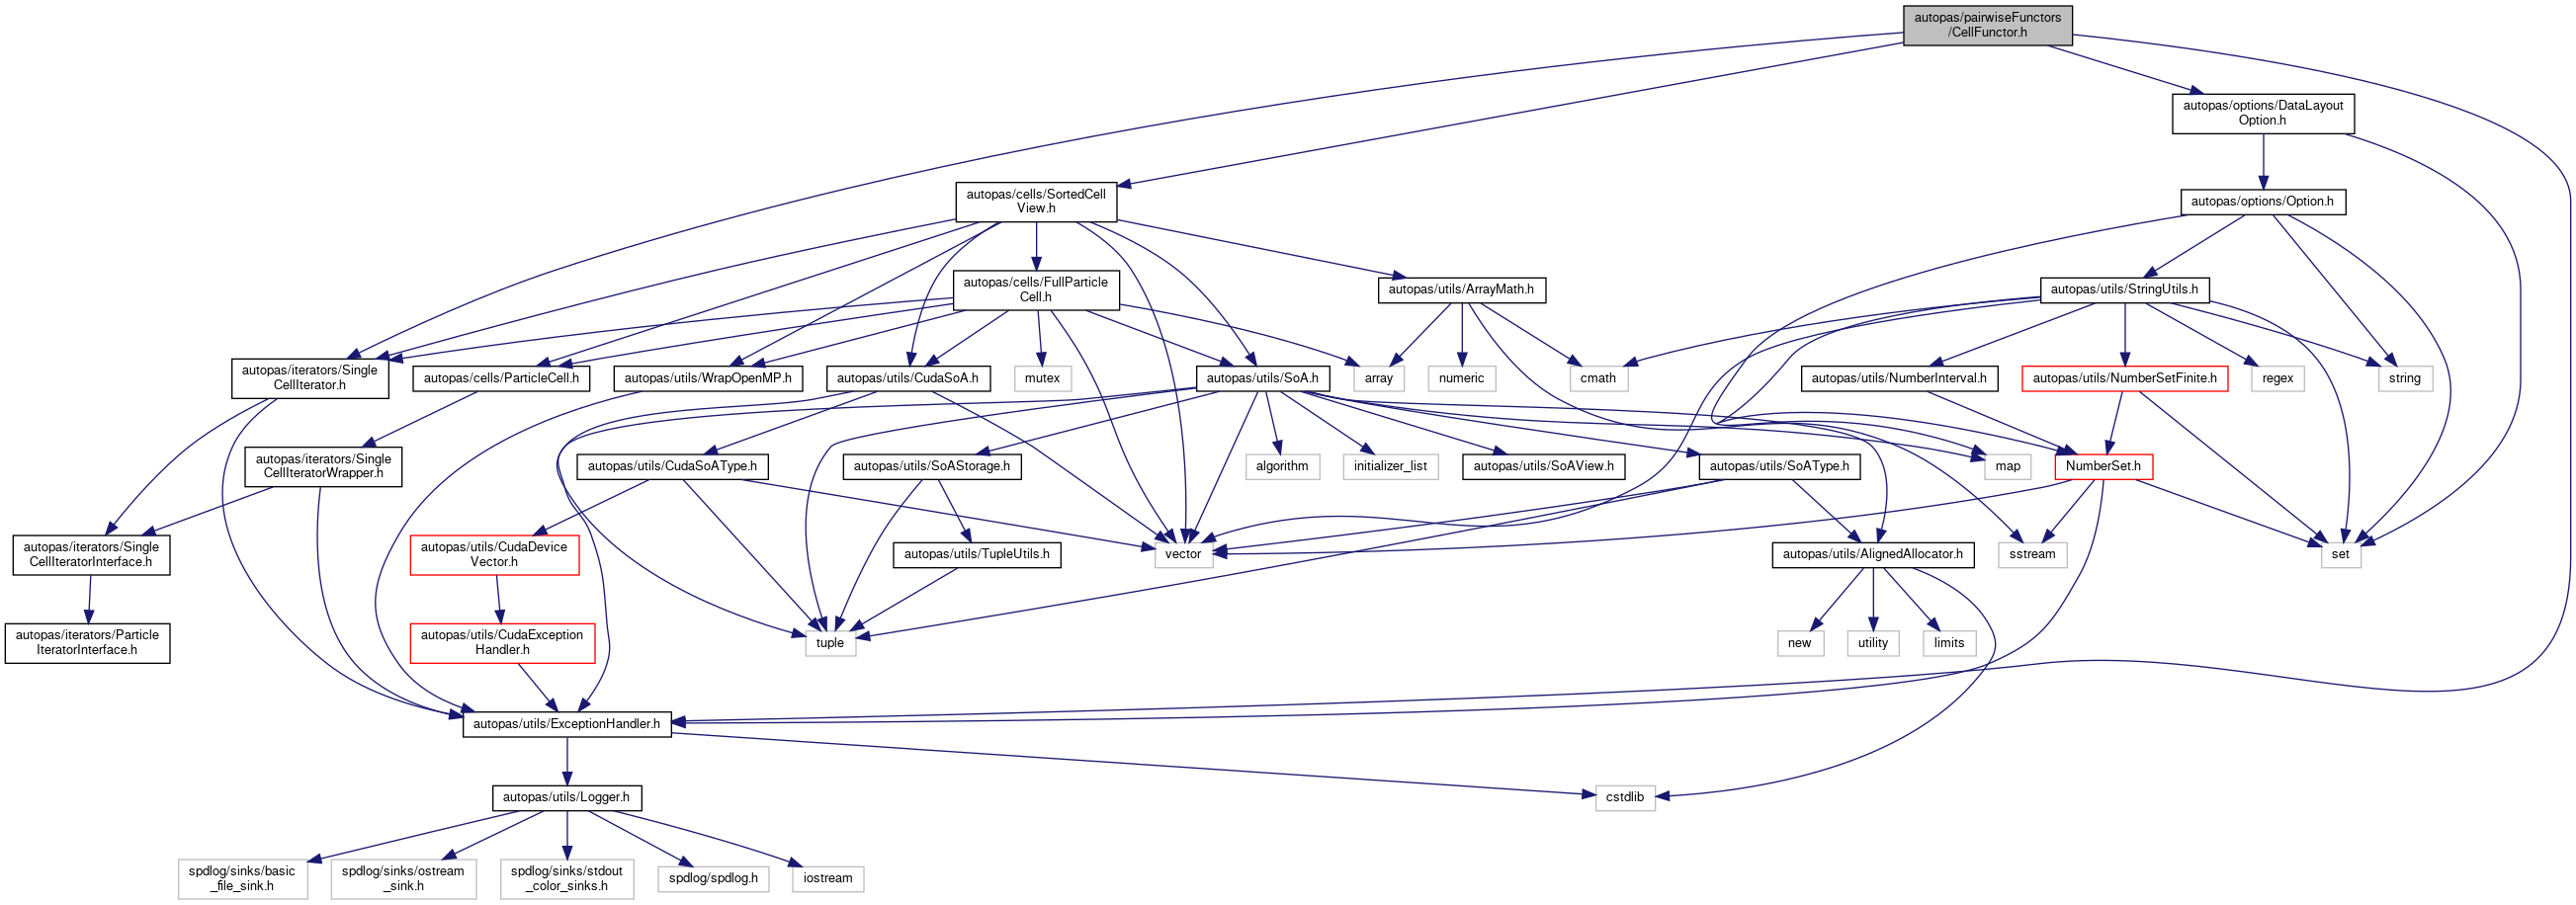 autopas/pairwiseFunctors
/CellFunctor.h
autopas/options/DataLayout
Option.h
autopas/cells/SortedCell
View.h
autopas/options/Option.h
autopas/cells/FullParticle
Cell.h
autopas/utils/ArrayMath.h
autopas/utils/StringUtils.h
autopas/iterators/Single
CellIterator.h
autopas/cells/ParticleCell.h
autopas/utils/WrapOpenMP.h
autopas/utils/CudaSoA.h
mutex
autopas/utils/SoA.h
array
numeric
cmath
autopas/utils/NumberInterval.h
autopas/utils/NumberSetFinite.h
regex
string
autopas/iterators/Single
CellIteratorWrapper.h
autopas/utils/CudaSoAType.h
autopas/utils/SoAStorage.h
algorithm
initializer_list
autopas/utils/SoAView.h
autopas/utils/SoAType.h
map
NumberSet.h
autopas/iterators/Single
CellIteratorInterface.h
autopas/utils/CudaDevice
Vector.h
autopas/utils/TupleUtils.h
vector
autopas/utils/AlignedAllocator.h
sstream
set
autopas/iterators/Particle
IteratorInterface.h
autopas/utils/CudaException
Handler.h
tuple
new
utility
limits
autopas/utils/ExceptionHandler.h
autopas/utils/Logger.h
cstdlib
spdlog/sinks/basic
_file_sink.h
spdlog/sinks/ostream
_sink.h
spdlog/sinks/stdout
_color_sinks.h
spdlog/spdlog.h
iostream